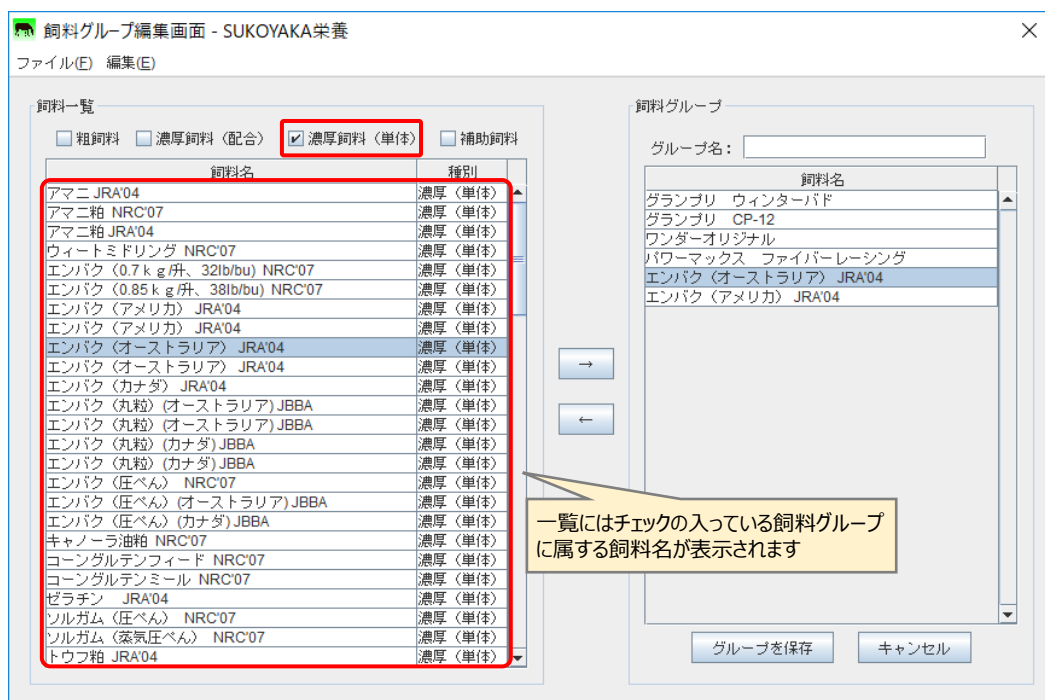 飼料グループ編集画面 - SUKOYAKA栄養
ファイル(F) 編集(E)
飼料一覧
粗飼料 濃厚飼料（配合） 濃厚飼料（単体） 補助飼料
飼料名 種別
アマニ JRA'04 濃厚（単体）
アマニ粕 NRC'07 濃厚（単体）
アマニ粕 JRA'04 濃厚（単体）
ウィートミドリング NRC'07 濃厚（単体）
エンバク（0.7ｋｇ/升、32lb/bu) NRC'07 濃厚（単体）
エンバク（0.85ｋｇ/升、38lb/bu) NRC'07 濃厚（単体）
エンバク（アメリカ） JRA'04 濃厚（単体）
エンバク（アメリカ） JRA'04 濃厚（単体）
エンバク（オーストラリア） JRA'04 濃厚（単体）
エンバク（オーストラリア） JRA'04 濃厚（単体）
エンバク（カナダ） JRA'04 濃厚（単体）
エンバク（丸粒）(オーストラリア) JBBA 濃厚（単体）
エンバク（丸粒）(オーストラリア) JBBA 濃厚（単体）
エンバク（丸粒）(カナダ) JBBA 濃厚（単体）
エンバク（丸粒）(カナダ) JBBA 濃厚（単体）
エンバク（圧ぺん） NRC'07 濃厚（単体）
エンバク（圧ぺん）(オーストラリア) JBBA 濃厚（単体）
エンバク（圧ぺん）(カナダ) JBBA 濃厚（単体）
キャノーラ油粕 NRC'07 濃厚（単体）
コーングルテンフィード NRC'07 濃厚（単体）
コーングルテンミール NRC'07 濃厚（単体）
ゼラチン JRA'04 濃厚（単体）
ソルガム（圧ぺん） NRC'07 濃厚（単体）
ソルガム（蒸気圧ぺん） NRC'07 濃厚（単体）
トウフ粕 JRA'04 濃厚（単体）
→
←
一覧にはチェックの入っている飼料グループ
に属する飼料名が表示されます
飼料グループ
グループ名：
飼料名
グランプリ ウィンターバド
グランプリ CP-12
ワンダーオリジナル
パワーマックス ファイバーレーシング
エンバク（オーストラリア） JRA'04
エンバク（アメリカ） JRA'04
グループを保存 キャンセル